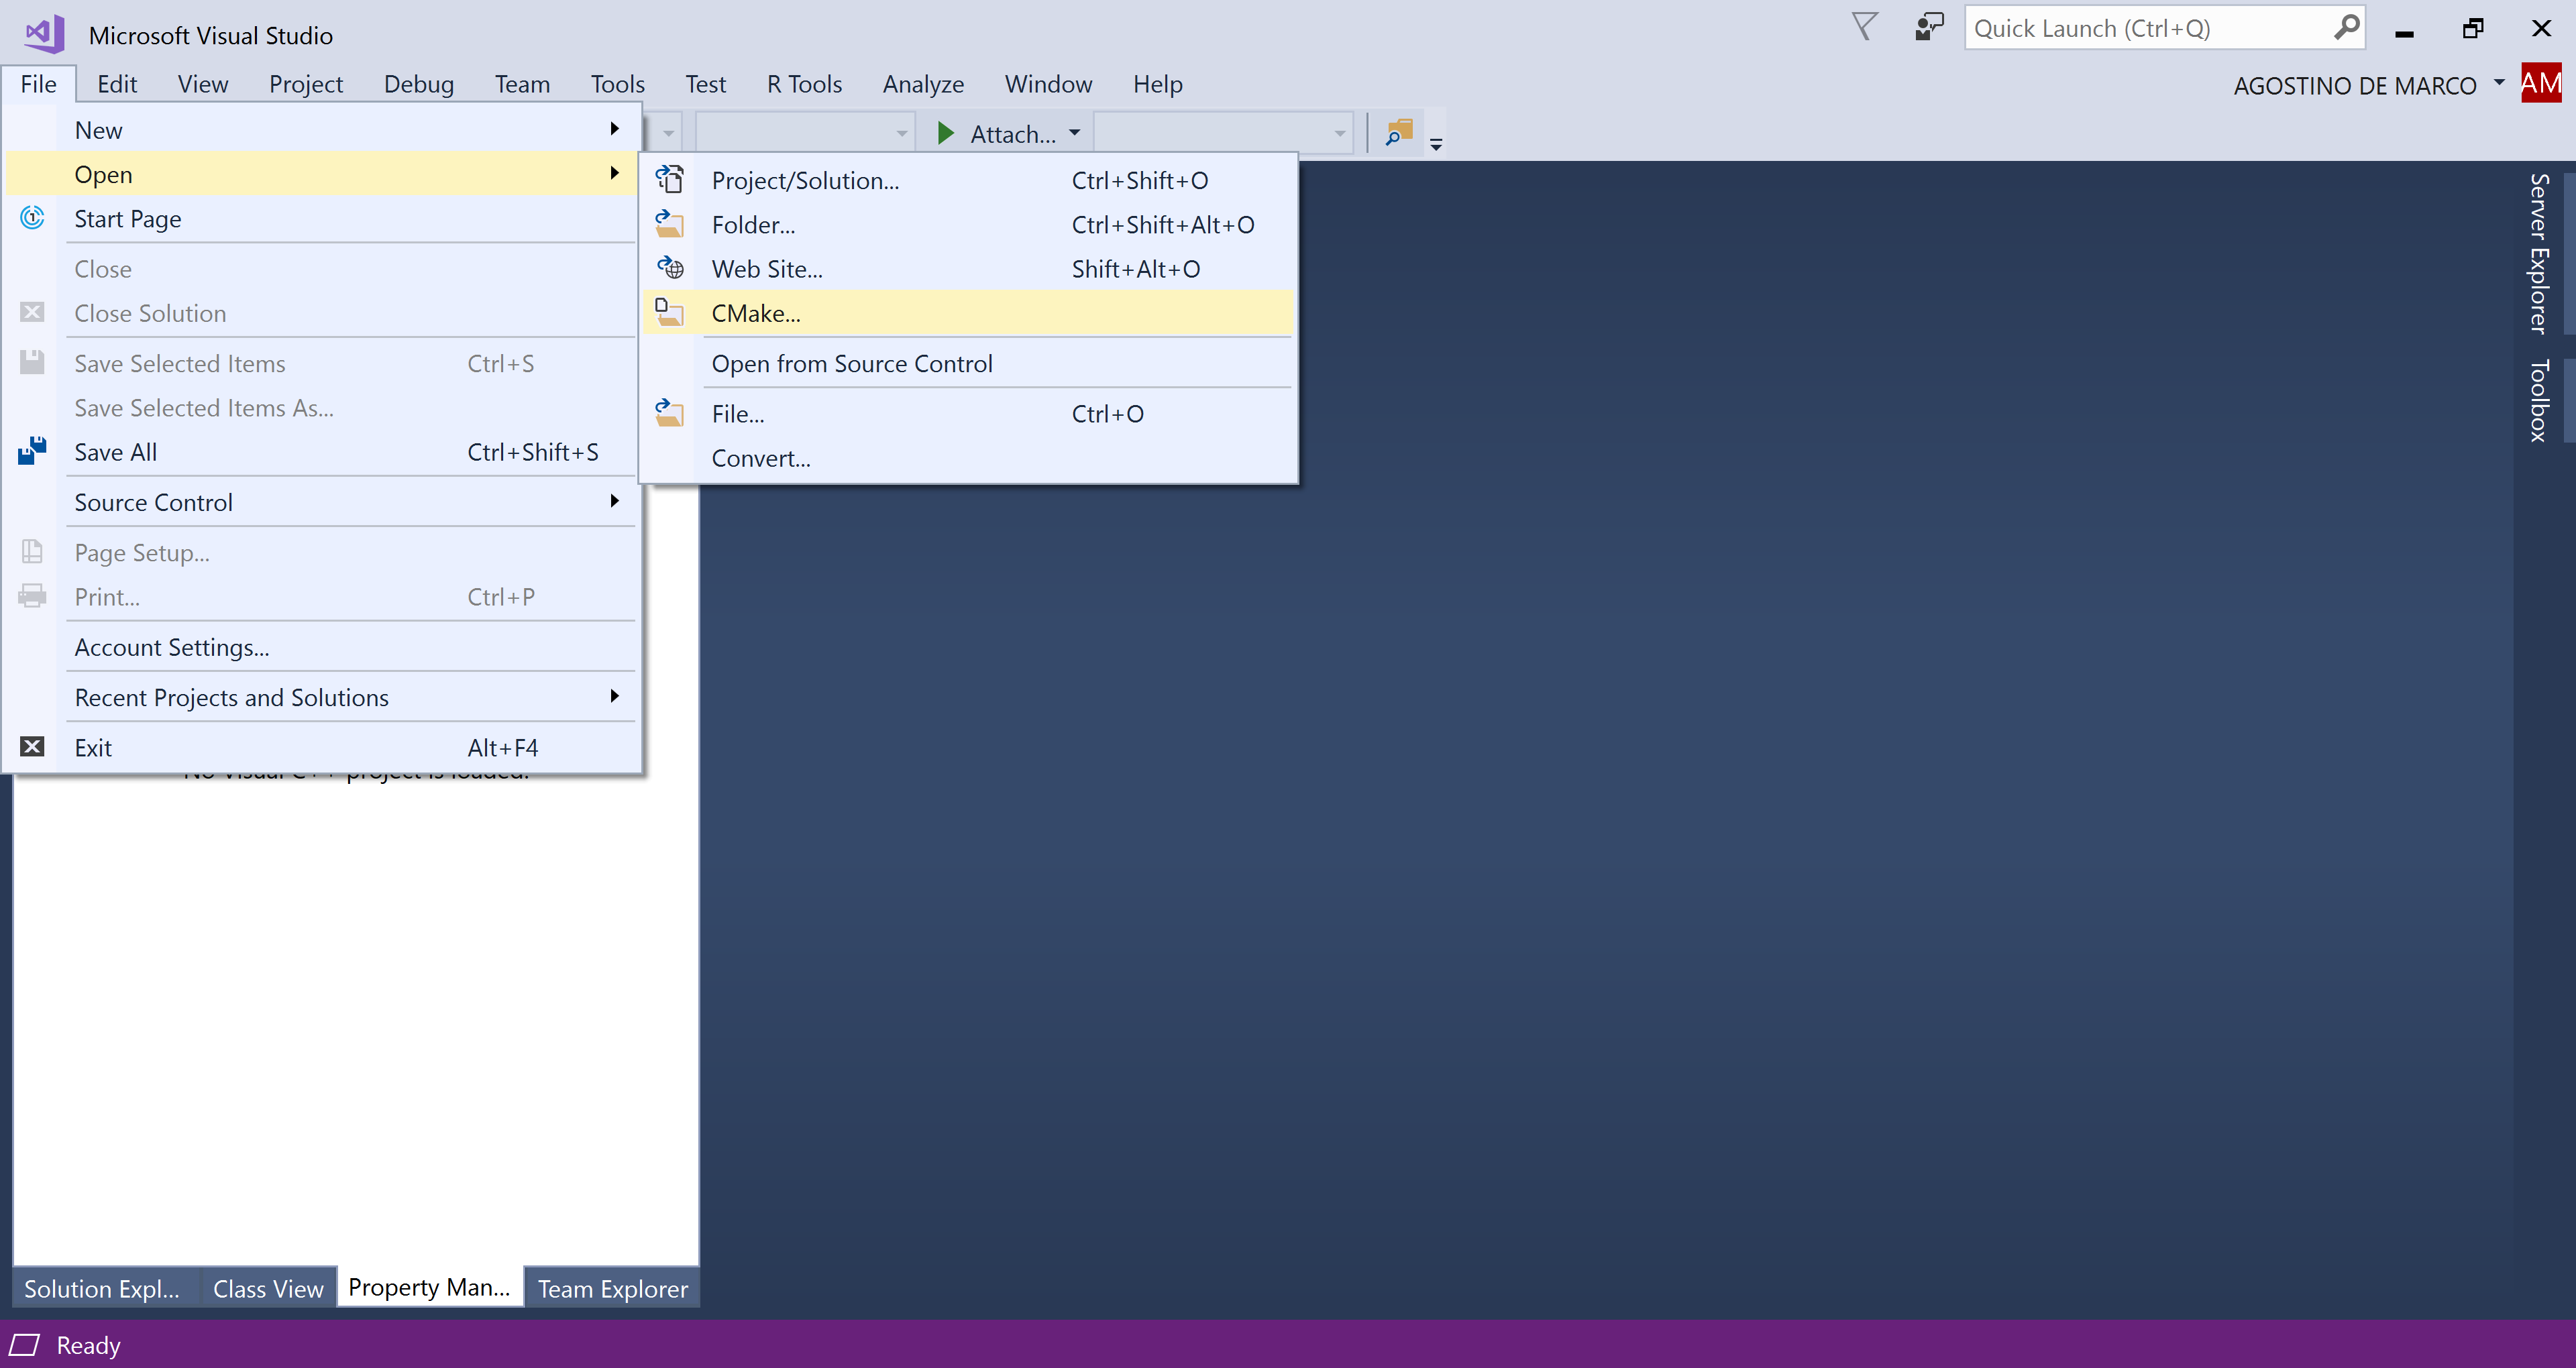 Microsoft Visual Studio
Quick Launch (Ctrl+Q)
File Edit View Project Debug Team Tools Test R Tools Analyze Window Help
AGOSTINO DE MARCO AM
Attach...
New
Open
Start Page
Close
Close Solution
Save Selected Items Ctrl+S
Save Selected Items As...
Save All Ctrl+Shift+S
Source Control
Page Setup...
Print... Ctrl+P
Account Settings...
Recent Projects and Solutions
Exit Alt+F4
Project/Solution... Ctrl+Shift+O
Folder... Ctrl+Shift+Alt+O
Web Site... Shift+Alt+O
CMake...
Open from Source Control
File... Ctrl+O
Convert...
No Visual C++ project is loaded.
Server Explorer
Toolbox
Solution Expl... Class View Property Man... Team Explorer
Ready